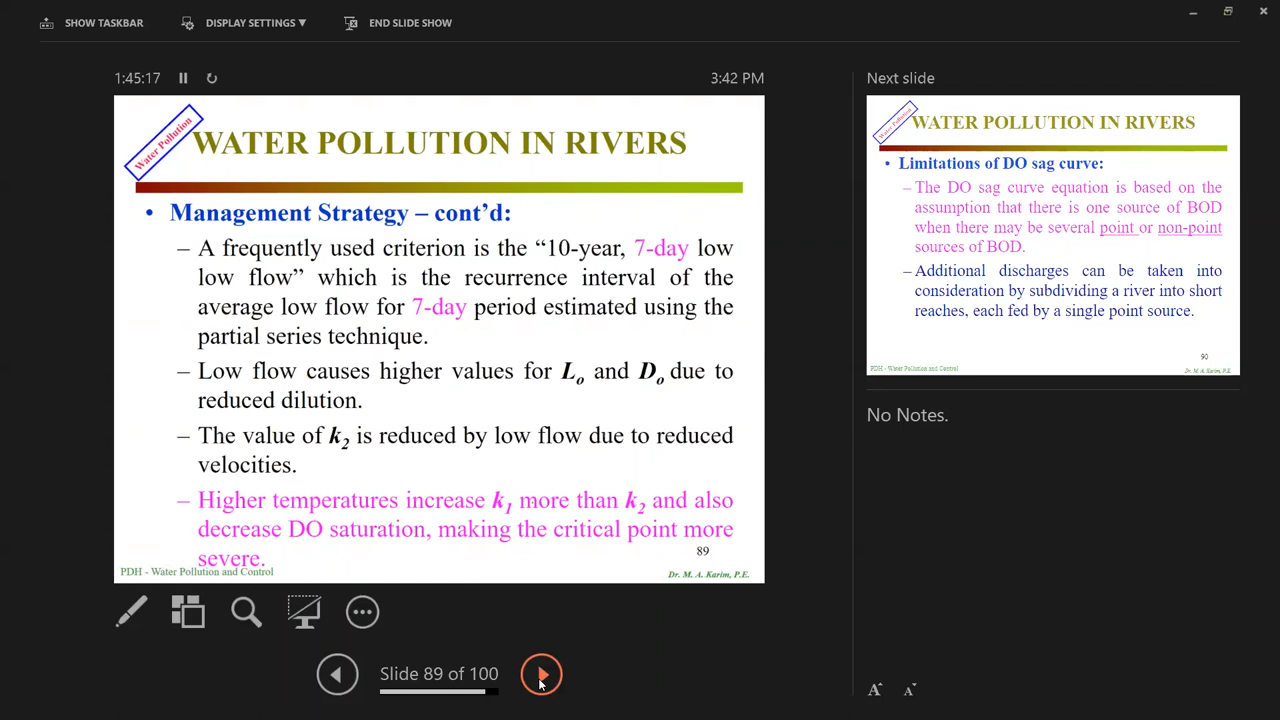 SHOW TASKBAR
DISPLAY SETTINGS ▼
END SLIDE SHOW
1:45:17
3:42 PM
Water Pollution
WATER POLLUTION IN RIVERS
• Management Strategy – cont’d:
– A frequently used criterion is the “10-year, 7-day low
low flow” which is the recurrence interval of the
average low flow for 7-day period estimated using the
partial series technique.
– Low flow causes higher values for Lo and Do due to
reduced dilution.
– The value of k2 is reduced by low flow due to reduced
velocities.
– Higher temperatures increase k1 more than k2 and also
decrease DO saturation, making the critical point more
severe.
89
PDH - Water Pollution and Control
Dr. M. A. Karim, P.E.
Slide 89 of 100
Next slide
Water Pollution
WATER POLLUTION IN RIVERS
• Limitations of DO sag curve:
– The DO sag curve equation is based on the
assumption that there is one source of BOD
when there may be several point or non-point
sources of BOD.
– Additional discharges can be taken into
consideration by subdividing a river into short
reaches, each fed by a single point source.
90
PDH - Water Pollution and Control
Dr. M. A. Karim, P.E.
No Notes.
A A